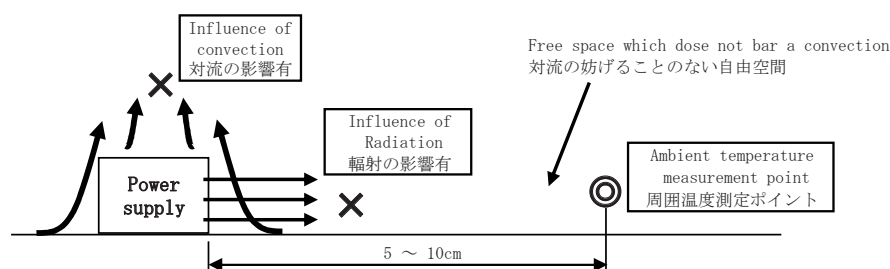 Influence of
convection
対流の影響有
Free space which dose not bar a convection
対流の妨げることのない自由空間
Influence of
Radiation
輻射の影響有
Power
supply
Ambient temperature
measurement point
周囲温度測定ポイント
5 ～ 10cm